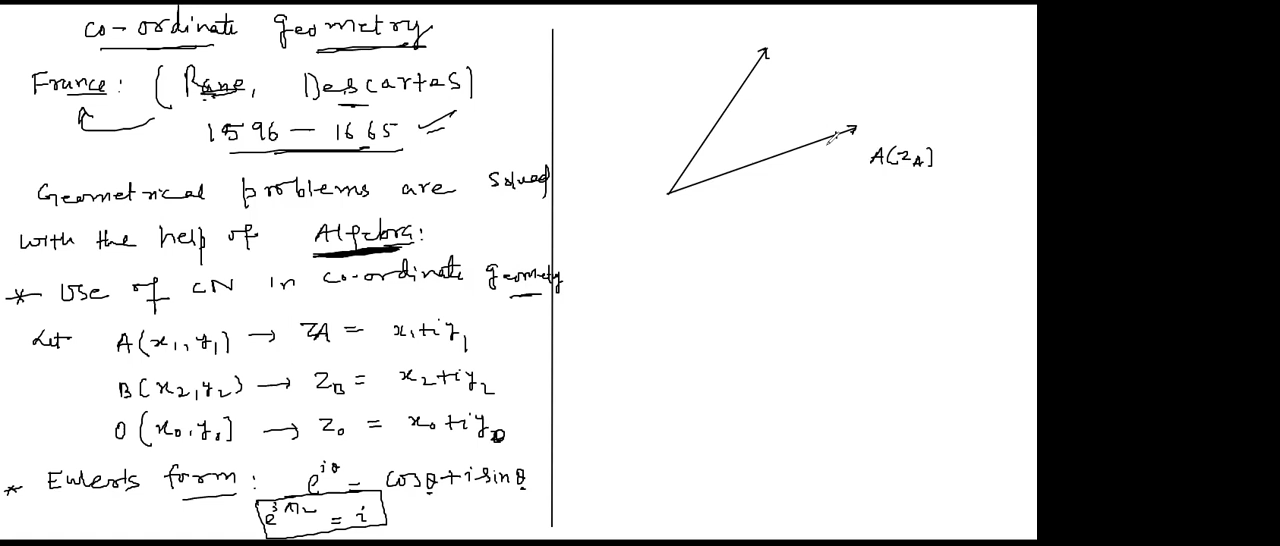 co-ordinate geometry
France: (Rane, Descartes)
1596 - 1665
Geometrical problems are solved
with the help of Algebra:
* Use of CN in co-ordinate geomety
Let A(x₁, y₁) → ZA = x₁+iy₁
B(x₂, y₂) → ZB = x₂+iy₂
O(x₀, y₀) → Z₀ = x₀+iy₀
* Euler's form: e^{iθ} = cosθ+isinθ
e^{iπ/2} = i
A(ZA)